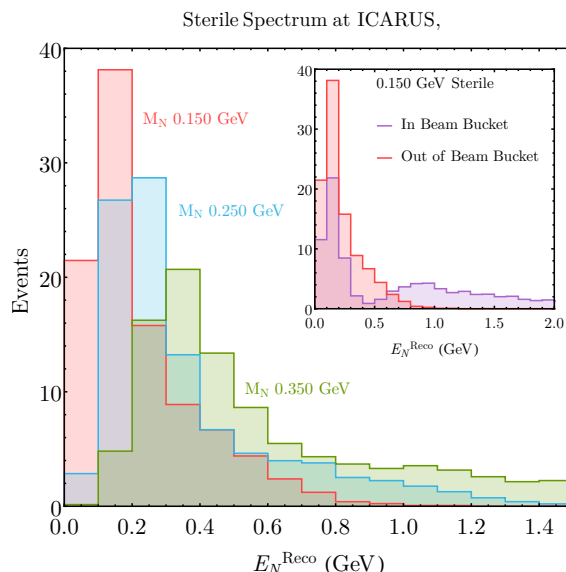 Sterile Spectrum at ICARUS,
Events
40
30
20
10
0
0.0 0.2 0.4 0.6 0.8 1.0 1.2 1.4
E_N^Reco (GeV)
M_N 0.150 GeV
M_N 0.250 GeV
M_N 0.350 GeV
0.150 GeV Sterile
In Beam Bucket
Out of Beam Bucket
40
30
20
10
0
0.0 0.5 1.0 1.5 2.0
E_N^Reco (GeV)